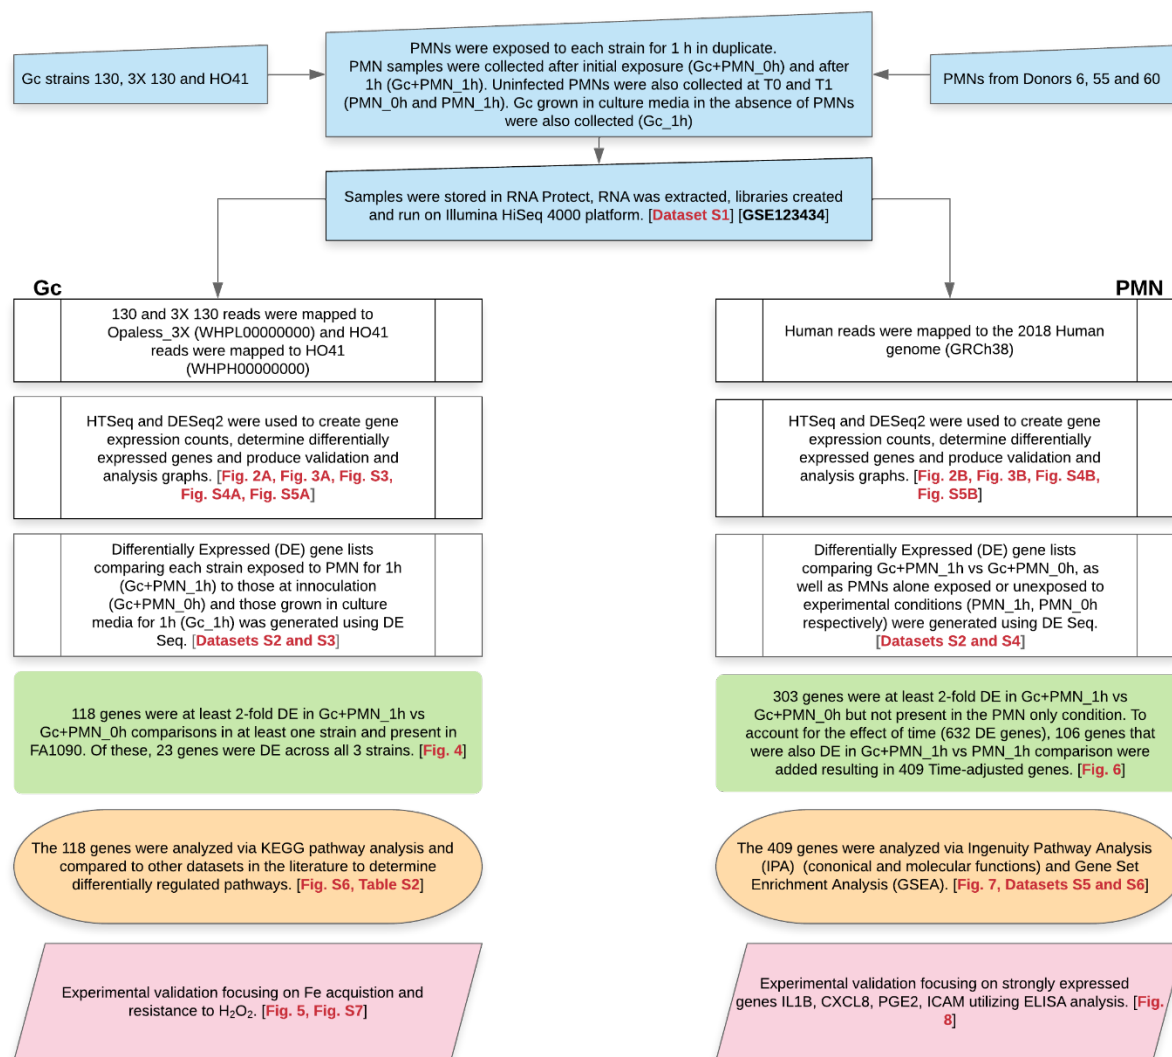 Gc strains 130, 3X 130 and HO41
PMNs were exposed to each strain for 1 h in duplicate.
PMN samples were collected after initial exposure (Gc+PMN_0h) and after
1h (Gc+PMN_1h). Uninfected PMNs were also collected at T0 and T1
(PMN_0h and PMN_1h). Gc grown in culture media in the absence of PMNs
were also collected (Gc_1h)
PMNs from Donors 6, 55 and 60
Samples were stored in RNA Protect, RNA was extracted, libraries created
and run on Illumina HiSeq 4000 platform. [Dataset S1] [GSE123434]
Gc
130 and 3X 130 reads were mapped to
Opaless_3X (WHPL00000000) and HO41
reads were mapped to HO41
(WHPH00000000)
HTSeq and DESeq2 were used to create gene
expression counts, determine differentially
expressed genes and produce validation and
analysis graphs. [Fig. 2A, Fig. 3A, Fig. S3,
Fig. S4A, Fig. S5A]
Differentially Expressed (DE) gene lists
comparing each strain exposed to PMN for 1h
(Gc+PMN_1h) to those at innoculation
(Gc+PMN_0h) and those grown in culture
media for 1h (Gc_1h) was generated using DE
Seq. [Datasets S2 and S3]
118 genes were at least 2-fold DE in Gc+PMN_1h vs
Gc+PMN_0h comparisons in at least one strain and present in
FA1090. Of these, 23 genes were DE across all 3 strains. [Fig. 4]
The 118 genes were analyzed via KEGG pathway analysis and
compared to other datasets in the literature to determine
differentially regulated pathways. [Fig. S6, Table S2]
Experimental validation focusing on Fe acquistion and
resistance to H₂O₂. [Fig. 5, Fig. S7]
PMN
Human reads were mapped to the 2018 Human
genome (GRCh38)
HTSeq and DESeq2 were used to create gene
expression counts, determine differentially
expressed genes and produce validation and
analysis graphs. [Fig. 2B, Fig. 3B, Fig. S4B,
Fig. S5B]
Differentially Expressed (DE) gene lists
comparing Gc+PMN_1h vs Gc+PMN_0h, as
well as PMNs alone exposed or unexposed to
experimental conditions (PMN_1h, PMN_0h
respectively) were generated using DE Seq.
[Datasets S2 and S4]
303 genes were at least 2-fold DE in Gc+PMN_1h vs
Gc+PMN_0h but not present in the PMN only condition. To
account for the effect of time (632 DE genes), 106 genes that
were also DE in Gc+PMN_1h vs PMN_1h comparison were
added resulting in 409 Time-adjusted genes. [Fig. 6]
The 409 genes were analyzed via Ingenuity Pathway Analysis
(IPA) (cononical and molecular functions) and Gene Set
Enrichment Analysis (GSEA). [Fig. 7, Datasets S5 and S6]
Experimental validation focusing on strongly expressed
genes IL1B, CXCL8, PGE2, ICAM utilizing ELISA analysis. [Fig.
8]